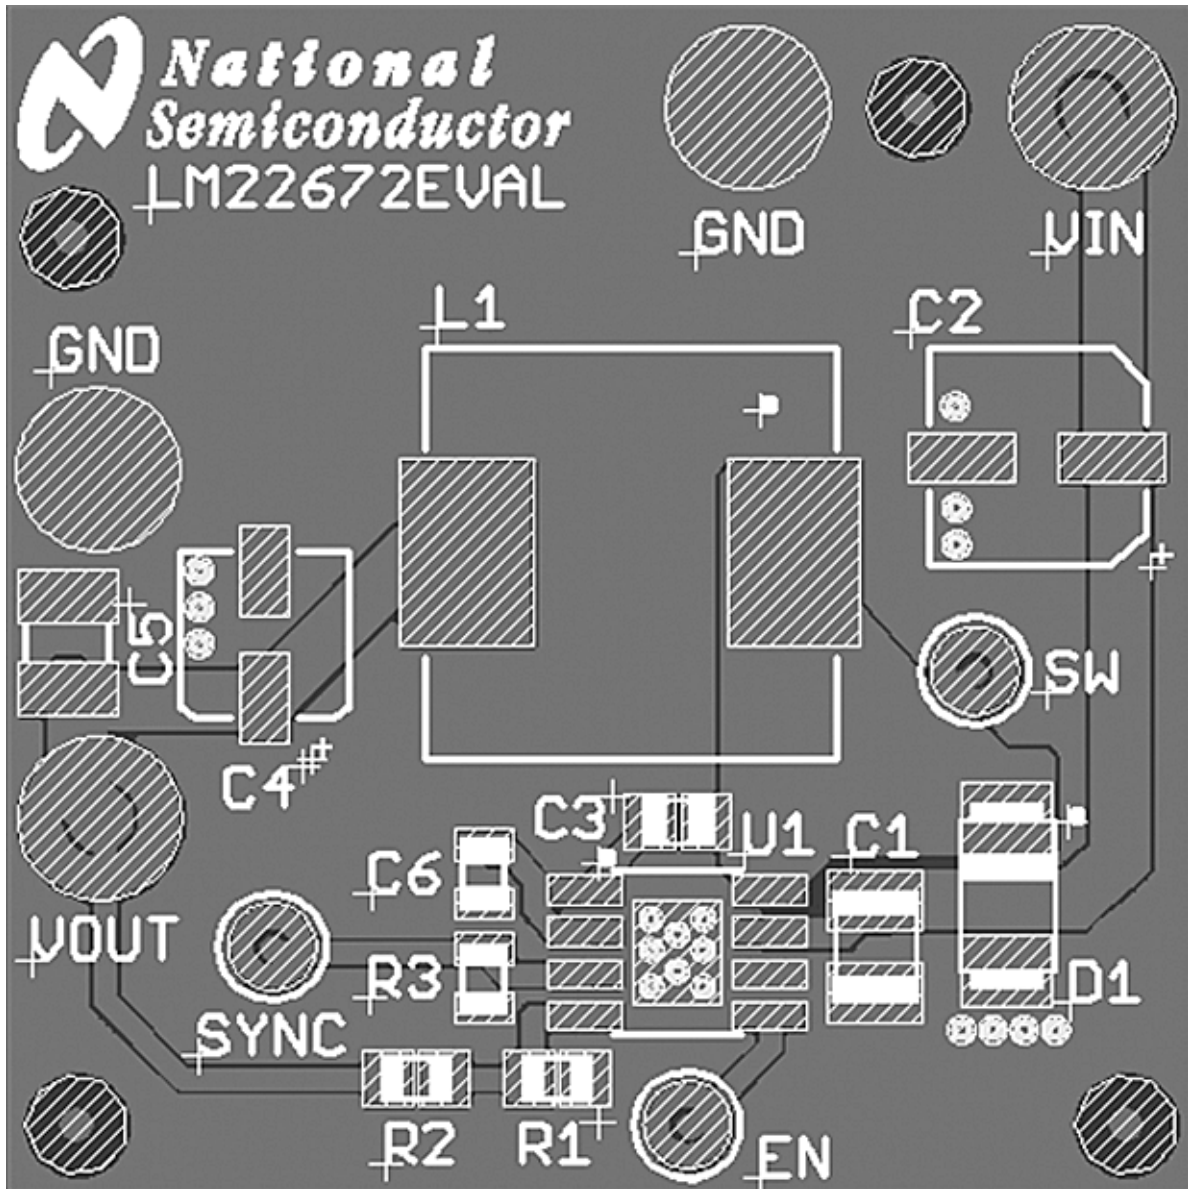 National
Semiconductor
LM22672EVAL
GND
VIN
L1
C2
GND
C5
SW
C4
C3
U1
C1
C6
VOUT
R3
D1
SYNC
R2
R1
EN